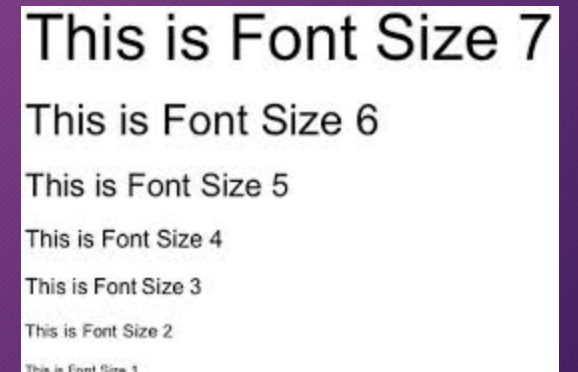 This is Font Size 7
This is Font Size 6
This is Font Size 5
This is Font Size 4
This is Font Size 3
This is Font Size 2
This is Font Size 1